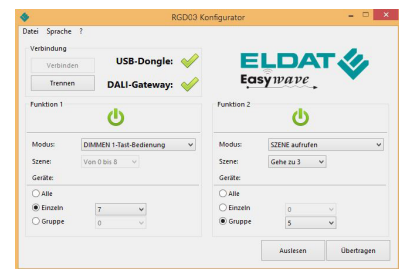 RGD03 Konfigurator
Datei Sprache ?
Verbindung
Verbinden
USB-Dongle:
Trennen
DALI-Gateway:
ELDAT
Easywave
Funktion 1
Modus: DIMMEN 1-Tast-Bedienung
Szene: Von 0 bis 8
Geräte:
Alle
Einzeln 7
Gruppe 0
Funktion 2
Modus: SZENE aufrufen
Szene: Gehe zu 3
Geräte:
Alle
Einzeln 0
Gruppe 5
Auslesen Übertragen